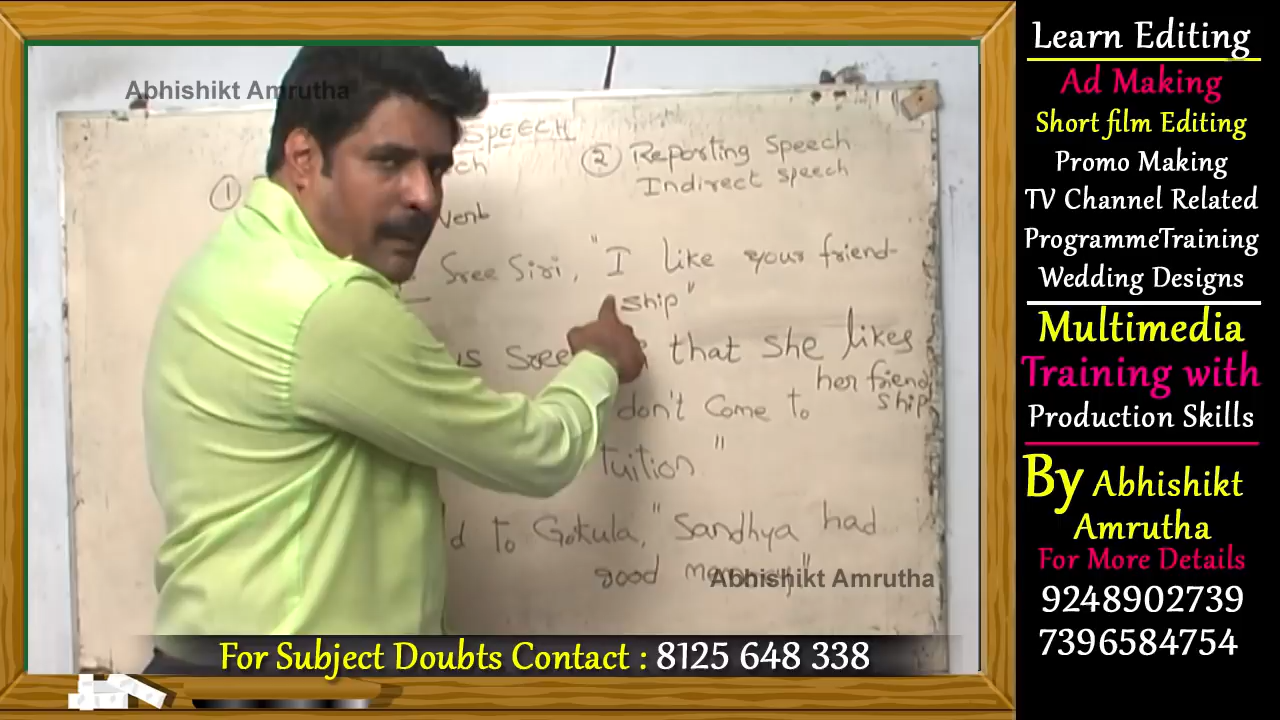 Abhishikt Amrutha
SPEECH
①
② Reporting Speech
Indirect speech
verb
Sree Siri, "I like your friend-
ship"
that she likes
her friend
ship
don't come to
tuition"
to Gokula, "Sandhya had
good
Abhishikt Amrutha
For Subject Doubts Contact : 8125 648 338
Learn Editing
Ad Making
Short film Editing
Promo Making
TV Channel Related
ProgrammeTraining
Wedding Designs
Multimedia
Training with
Production Skills
By Abhishikt
Amrutha
For More Details
9248902739
7396584754